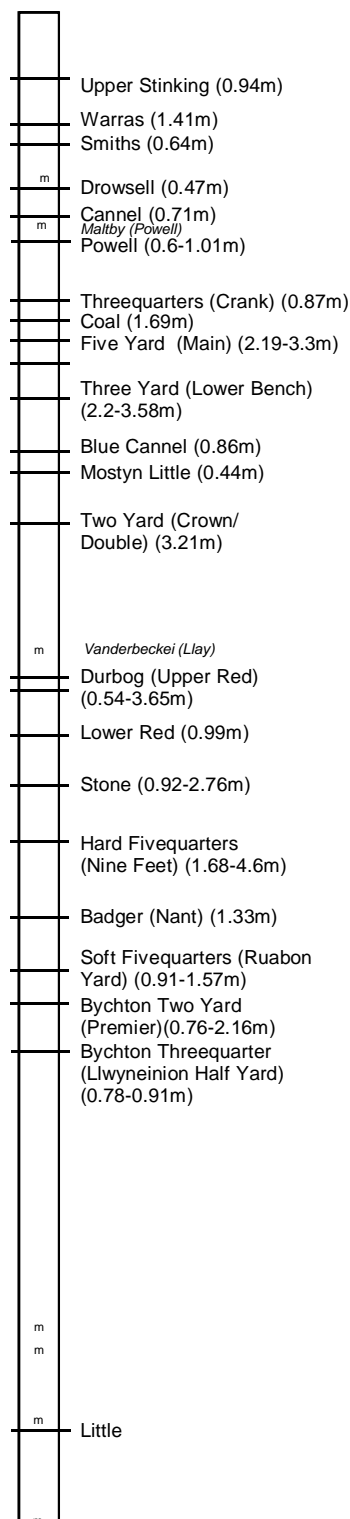 Upper Stinking (0.94m)
Warras (1.41m)
Smiths (0.64m)
m
Drowsell (0.47m)
Cannel (0.71m)
m
Maltby (Powell)
Powell (0.6-1.01m)
Threequarters (Crank) (0.87m)
Coal (1.69m)
Five Yard (Main) (2.19-3.3m)
Three Yard (Lower Bench)
(2.2-3.58m)
Blue Cannel (0.86m)
Mostyn Little (0.44m)
Two Yard (Crown/
Double) (3.21m)
m
Vanderbeckei (Llay)
Durbog (Upper Red)
(0.54-3.65m)
Lower Red (0.99m)
Stone (0.92-2.76m)
Hard Fivequarters
(Nine Feet) (1.68-4.6m)
Badger (Nant) (1.33m)
Soft Fivequarters (Ruabon
Yard) (0.91-1.57m)
Bychton Two Yard
(Premier)(0.76-2.16m)
Bychton Threequarter
(Llwyneinion Half Yard)
(0.78-0.91m)
m
m
m
Little